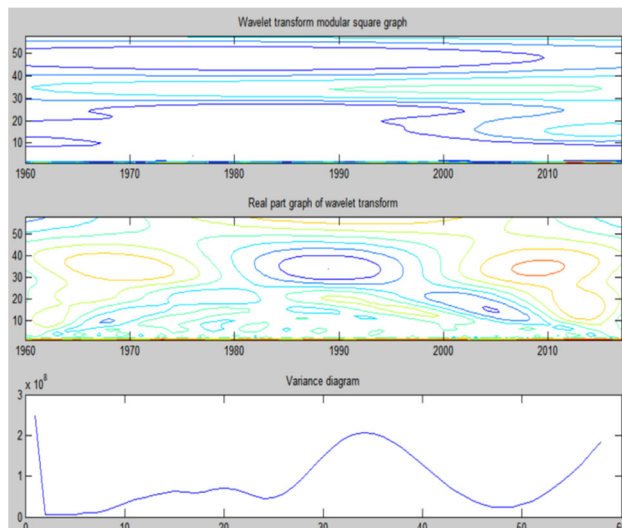 Wavelet transform modular square graph
50
40
30
20
10
1960 1970 1980 1990 2000 2010
Real part graph of wavelet transform
50
40
30
20
10
1960 1970 1980 1990 2000 2010
Variance diagram
x 10^8
3
2
1
0
0 10 20 30 40 50